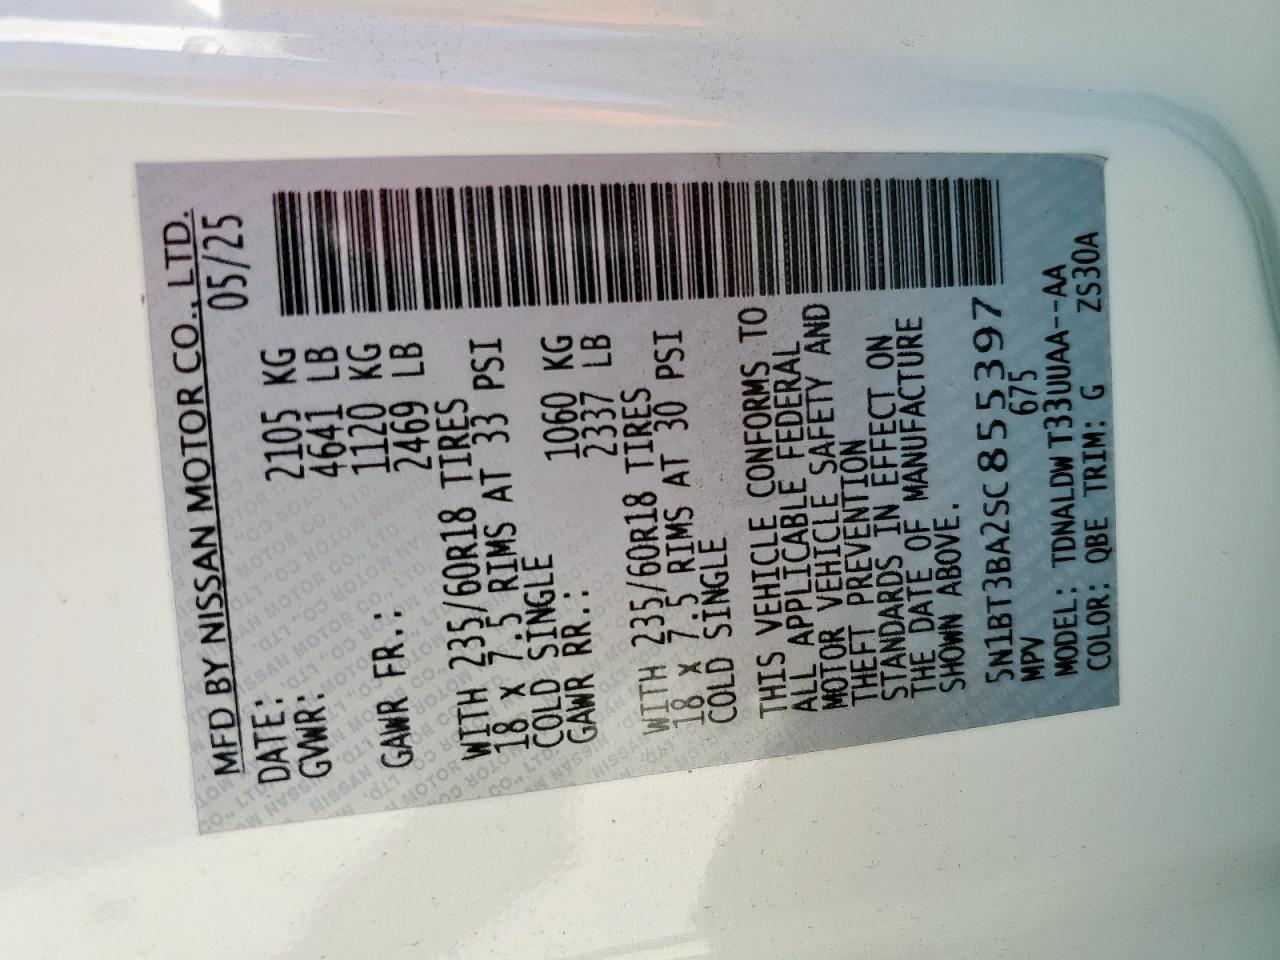 MFD BY NISSAN MOTOR CO., LTD.
DATE: 05/25
GVWR: 2105 KG
4641 LB
GAWR FR.: 1120 KG
2469 LB
WITH 235/60R18 TIRES
18 X 7.5 RIMS AT 33 PSI
COLD SINGLE
GAWR RR.: 1060 KG
2337 LB
WITH 235/60R18 TIRES
18 X 7.5 RIMS AT 30 PSI
COLD SINGLE
THIS VEHICLE CONFORMS TO
ALL APPLICABLE FEDERAL
MOTOR VEHICLE SAFETY AND
THEFT PREVENTION
STANDARDS IN EFFECT ON
THE DATE OF MANUFACTURE
SHOWN ABOVE.
5N1BT3BA2SC855397
MPV 675
MODEL: TDNALDWT33UUAA--AA
COLOR: QBE TRIM: G ZS30A